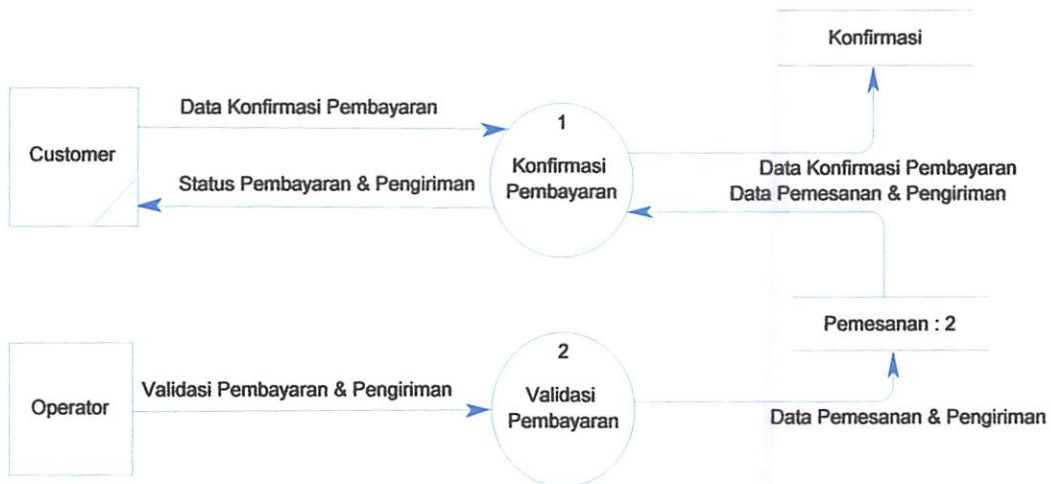 Konfirmasi
Data Konfirmasi Pembayaran
Customer
1
Konfirmasi
Pembayaran
Status Pembayaran & Pengiriman
Data Konfirmasi Pembayaran
Data Pemesanan & Pengiriman
Pemesanan : 2
Operator
Validasi Pembayaran & Pengiriman
2
Validasi
Pembayaran
Data Pemesanan & Pengiriman